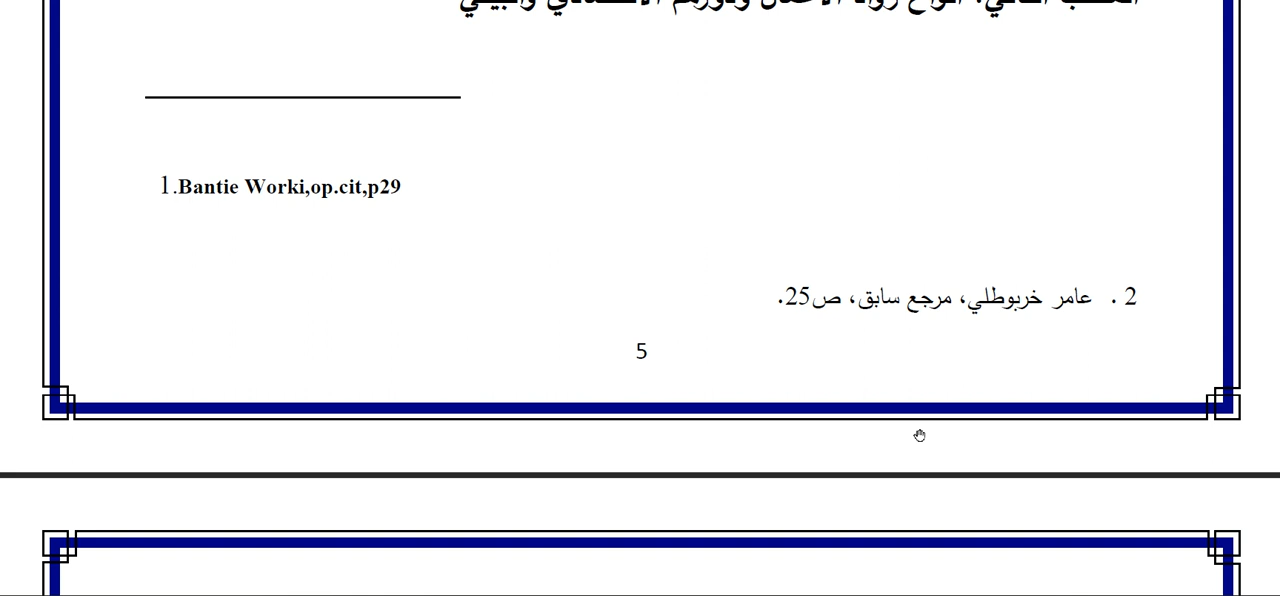 1.Bantie Worki,op.cit,p29
2 . عامر خربوطلي، مرجع سابق، ص25.
5